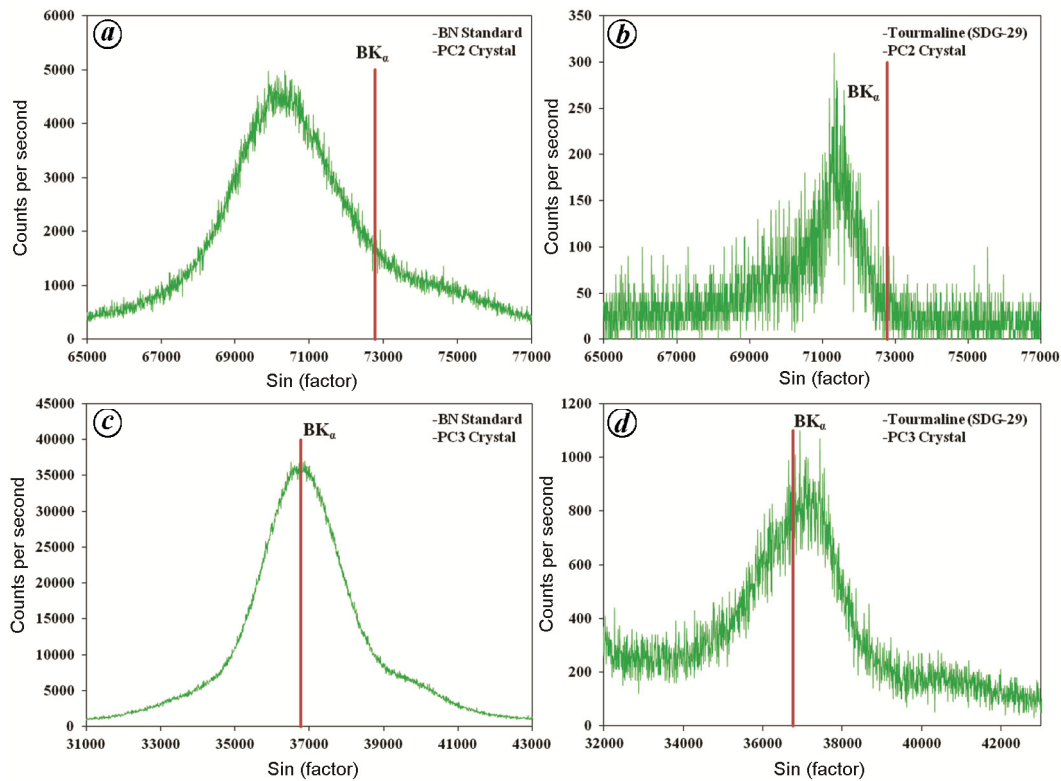 a
-BN Standard
-PC2 Crystal
BKα
Counts per second
6000
5000
4000
3000
2000
1000
0
65000 67000 69000 71000 73000 75000 77000
Sin (factor)
b
-Tourmaline (SDG-29)
-PC2 Crystal
BKα
Counts per second
350
300
250
200
150
100
50
0
65000 67000 69000 71000 73000 75000 77000
Sin (factor)
c
-BN Standard
-PC3 Crystal
BKα
Counts per second
45000
40000
35000
30000
25000
20000
15000
10000
5000
0
31000 33000 35000 37000 39000 41000 43000
Sin (factor)
d
-Tourmaline (SDG-29)
-PC3 Crystal
BKα
Counts per second
1200
1000
800
600
400
200
0
32000 34000 36000 38000 40000 42000
Sin (factor)